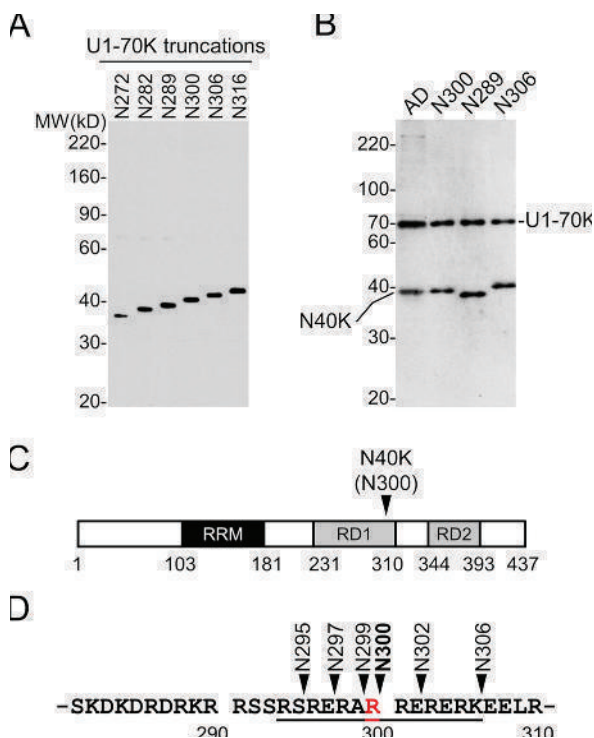 A
U1-70K truncations
N272 N282 N289 N300 N306 N316
MW(kD)
220-
160-
90-
60-
40-
30-
20-
B
AD N300 N289 N306
220-
100-
70-
60-
40-
30-
20-
-U1-70K
N40K
C
N40K
(N300)
RRM RD1 RD2
1 103 181 231 310 344 393 437
D
N295 N297 N299 N300 N302 N306
-SKDKDRDRKR RSSRSRERAR RERERKEELR-
290 300 310